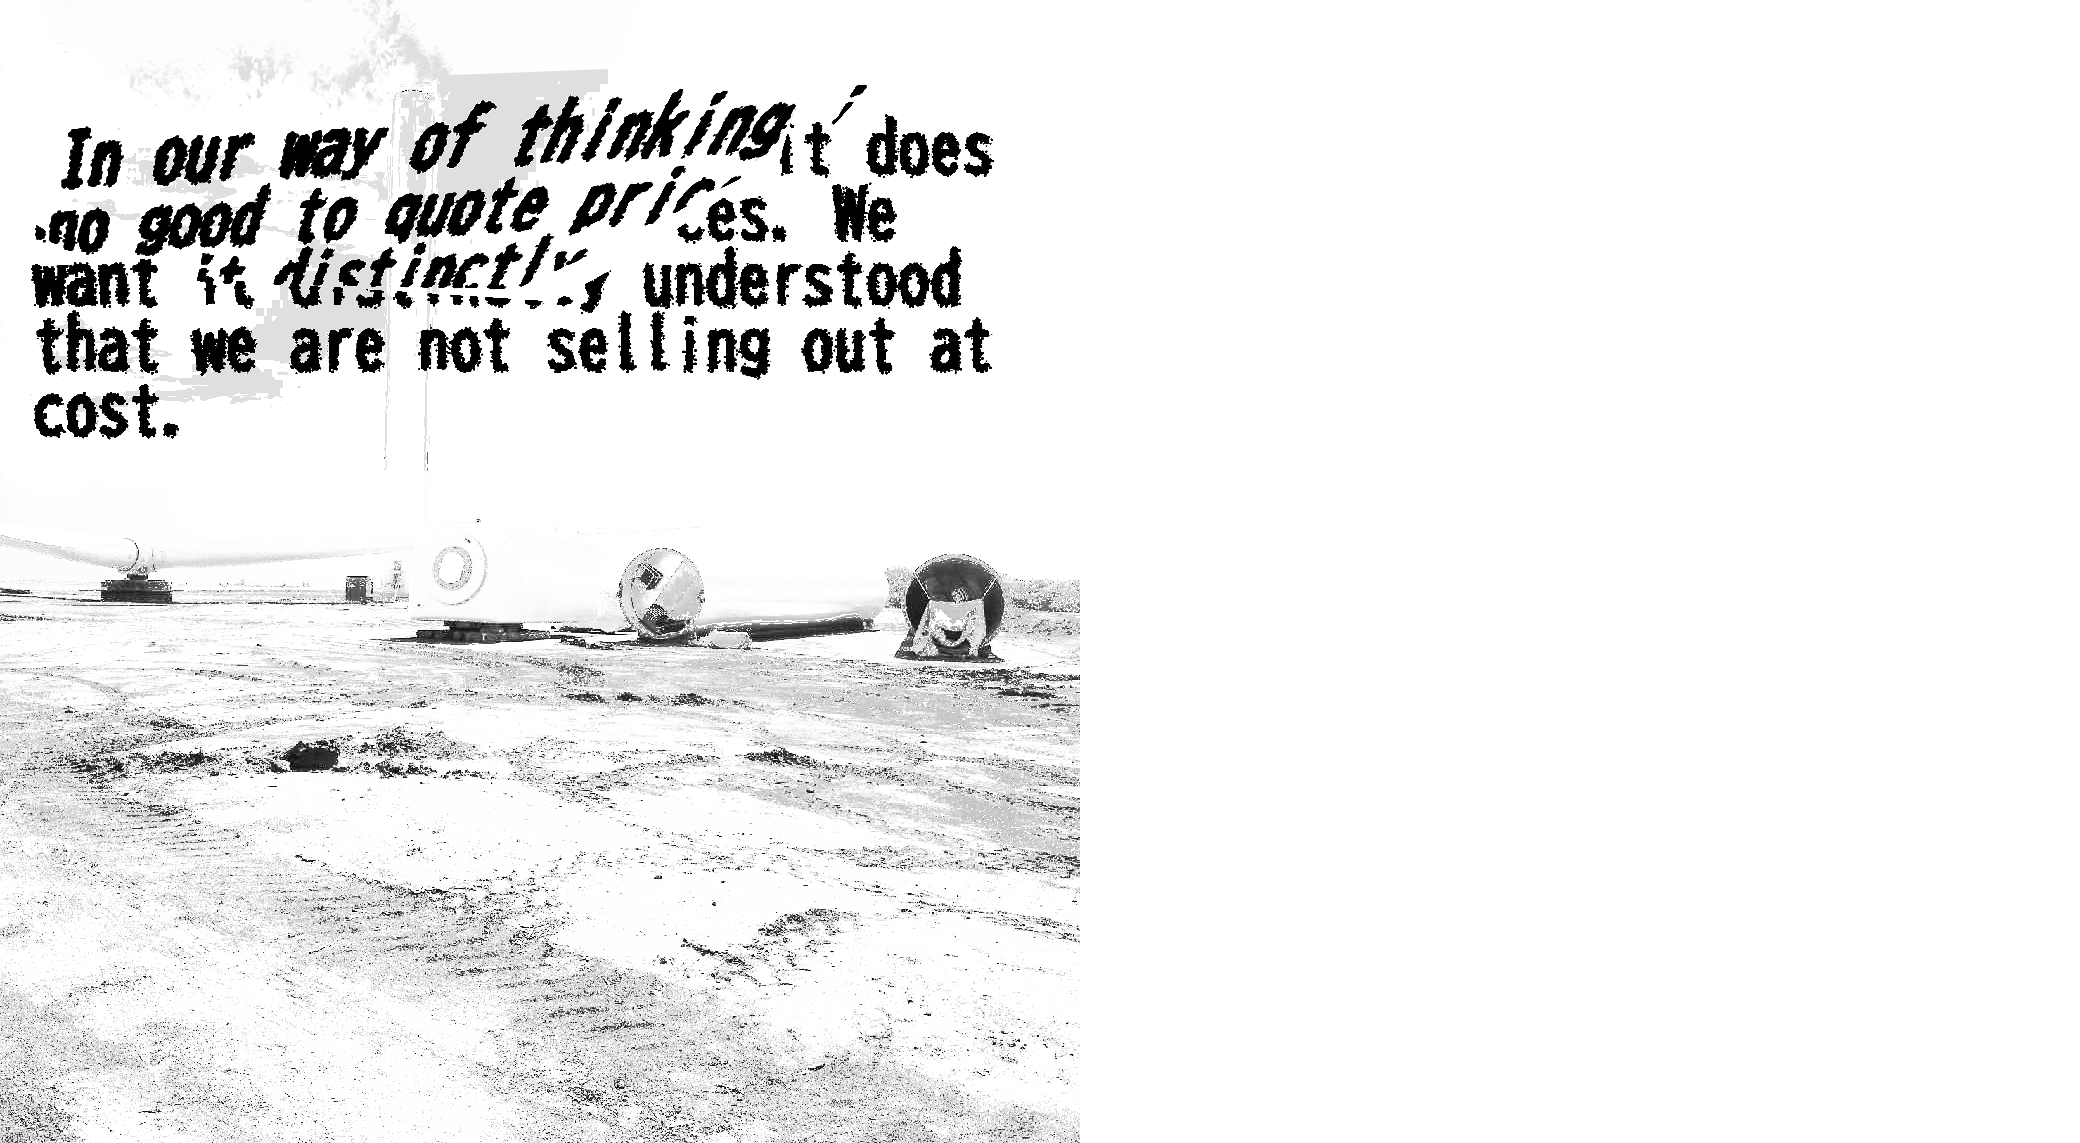 In our way of thinking it does
no good to quote prices. We
want it distinctly understood
that we are not selling out at
cost.